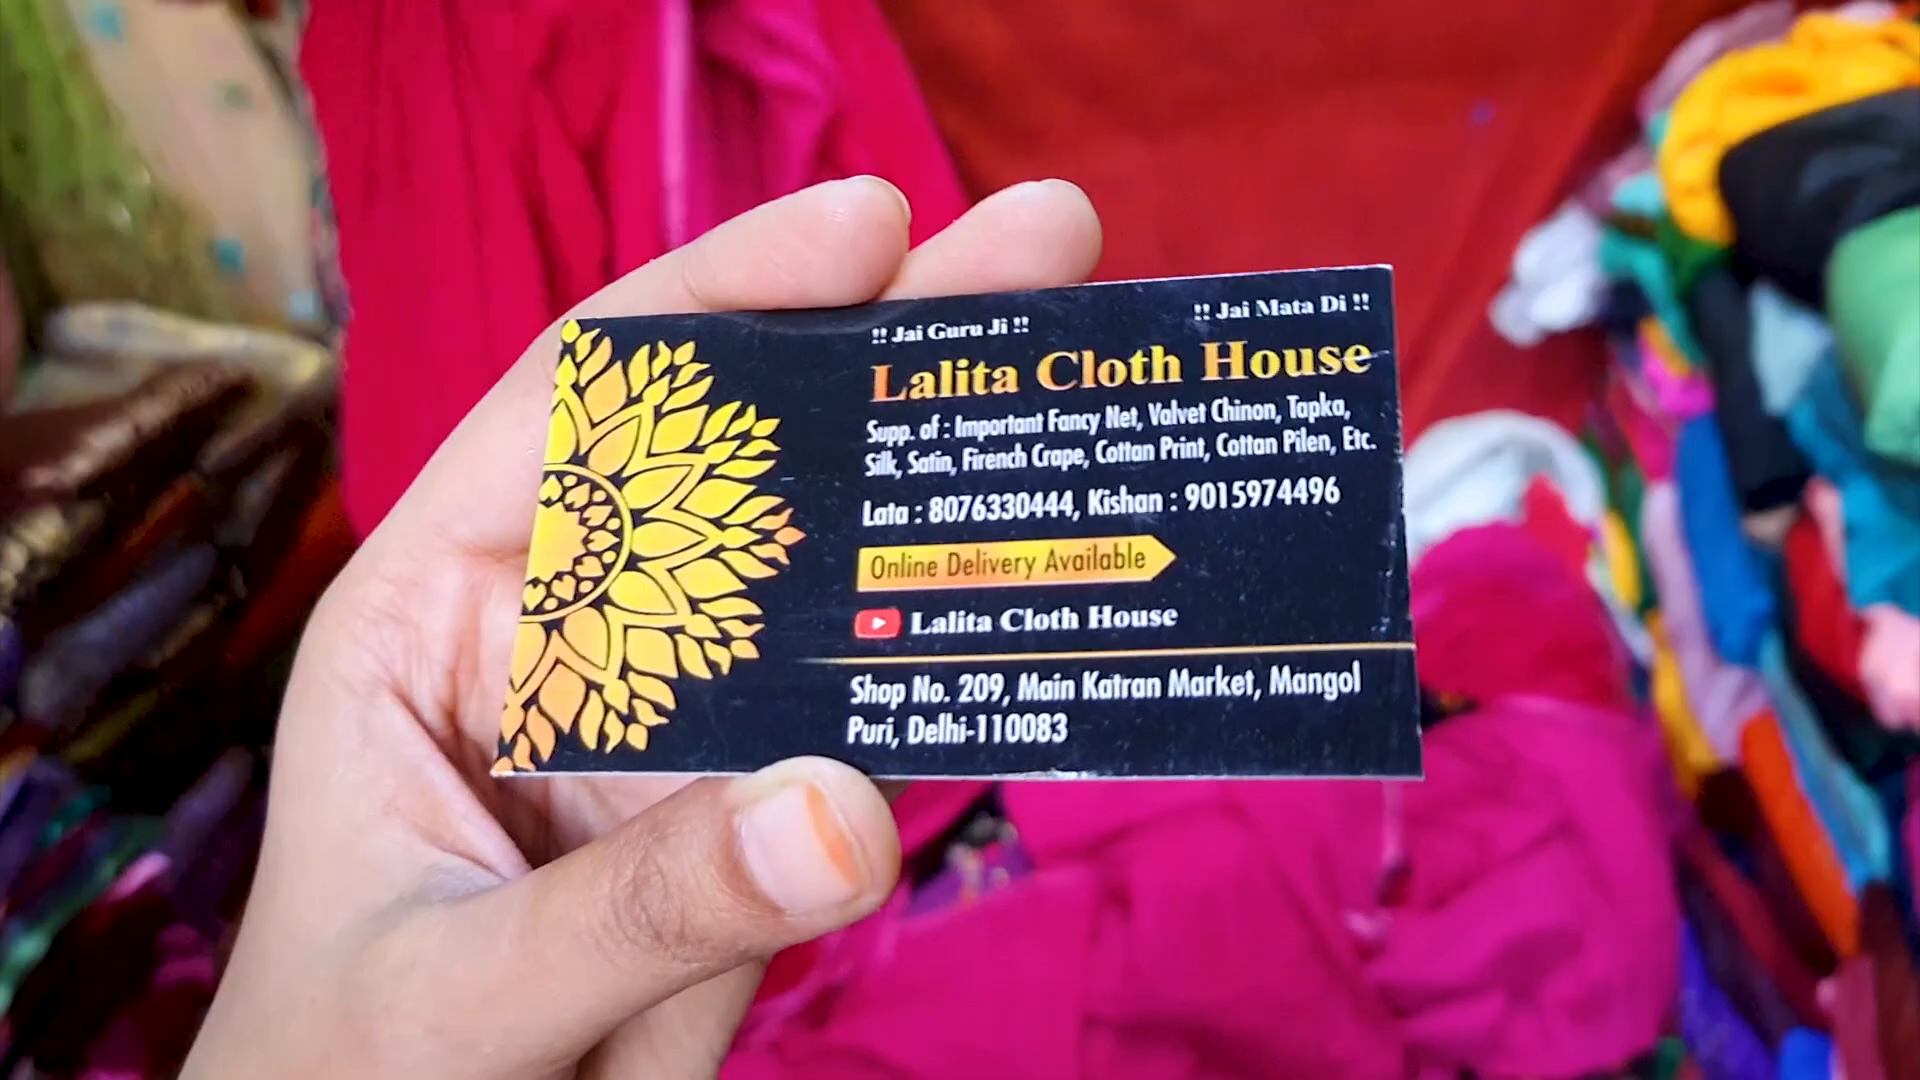 !! Jai Guru Ji !!
!! Jai Mata Di !!
Lalita Cloth House
Supp. of : Important Fancy Net, Valvet Chinon, Tapka,
Silk, Satin, Firench Crape, Cottan Print, Cottan Pilen, Etc.
Lata : 8076330444, Kishan : 9015974496
Online Delivery Available
Lalita Cloth House
Shop No. 209, Main Katran Market, Mangol
Puri, Delhi-110083